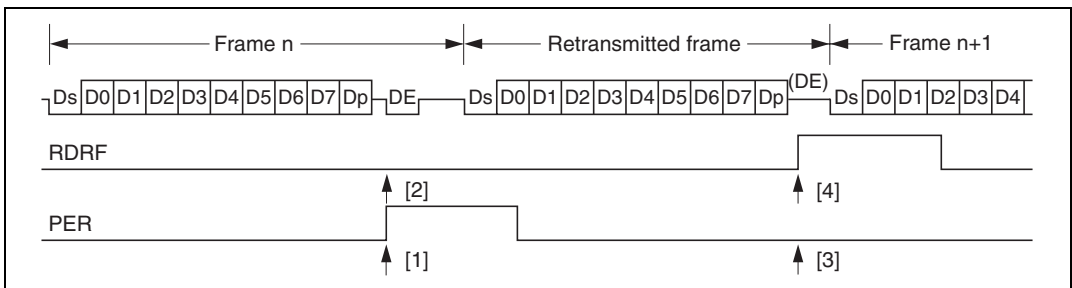 Frame n Retransmitted frame Frame n+1
Ds D0 D1 D2 D3 D4 D5 D6 D7 Dp DE Ds D0 D1 D2 D3 D4 D5 D6 D7 Dp (DE) Ds D0 D1 D2 D3 D4
RDRF
[2] [4]
PER
[1] [3]